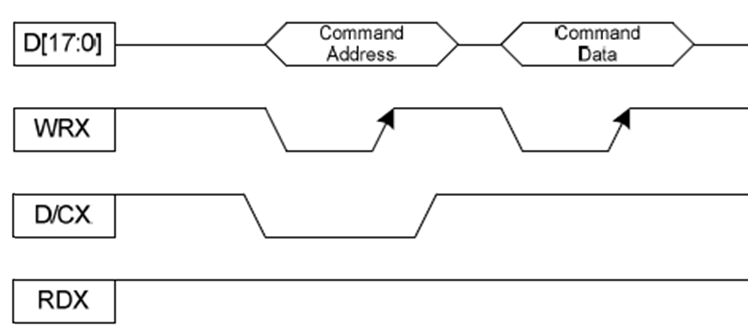 D[17:0]
Command
Address
Command
Data
WRX
D/CX
RDX